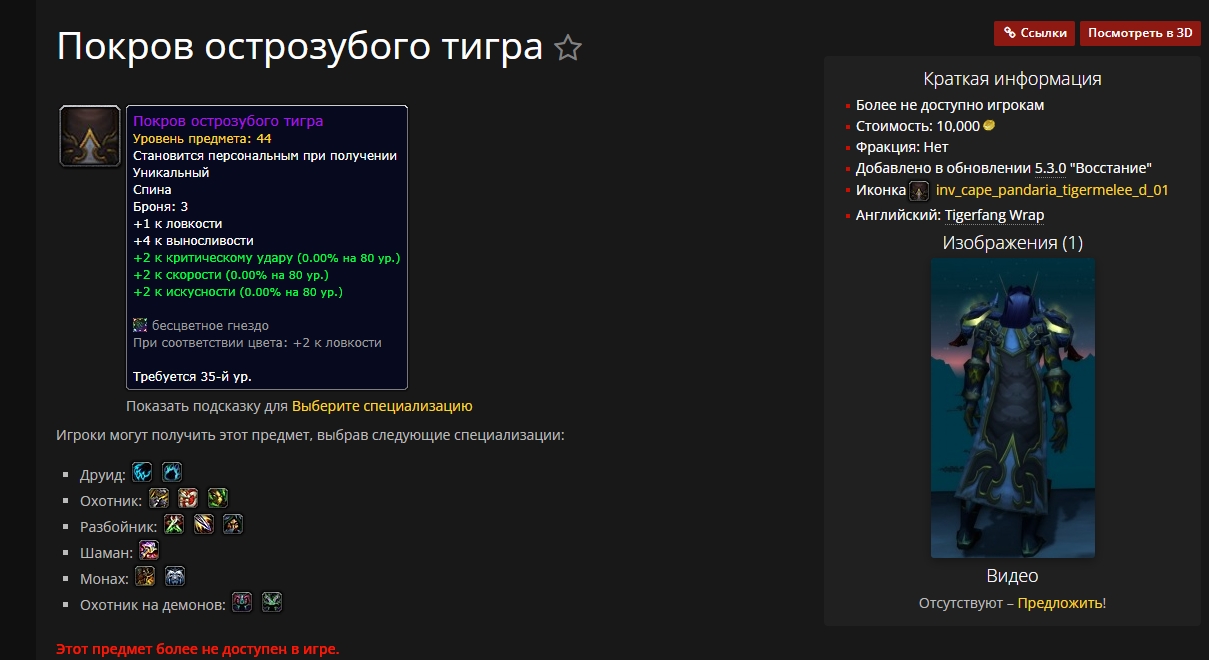 Покров острозубого тигра
Ссылки
Посмотреть в 3D
Покров острозубого тигра
Уровень предмета: 44
Становится персональным при получении
Уникальный
Спина
Броня: 3
+1 к ловкости
+4 к выносливости
+2 к критическому удару (0.00% на 80 ур.)
+2 к скорости (0.00% на 80 ур.)
+2 к искусности (0.00% на 80 ур.)
бесцветное гнездо
При соответствии цвета: +2 к ловкости
Требуется 35-й ур.
Показать подсказку для Выберите специализацию
Игроки могут получить этот предмет, выбрав следующие специализации:
Друид:
Охотник:
Разбойник:
Шаман:
Монах:
Охотник на демонов:
Этот предмет более не доступен в игре.
Краткая информация
Более не доступно игрокам
Стоимость: 10,000
Фракция: Нет
Добавлено в обновлении 5.3.0 "Восстание"
Иконка inv_cape_pandaria_tigermelee_d_01
Английский: Tigerfang Wrap
Изображения (1)
Видео
Отсутствуют – Предложить!